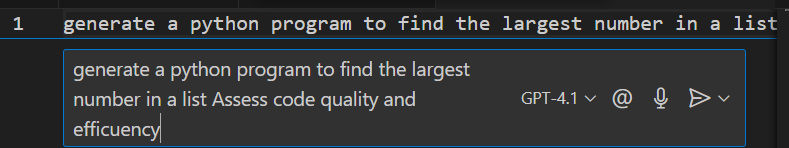 1 generate a python program to find the largest number in a list
generate a python program to find the largest
number in a list Assess code quality and
efficuency
GPT-4.1 @